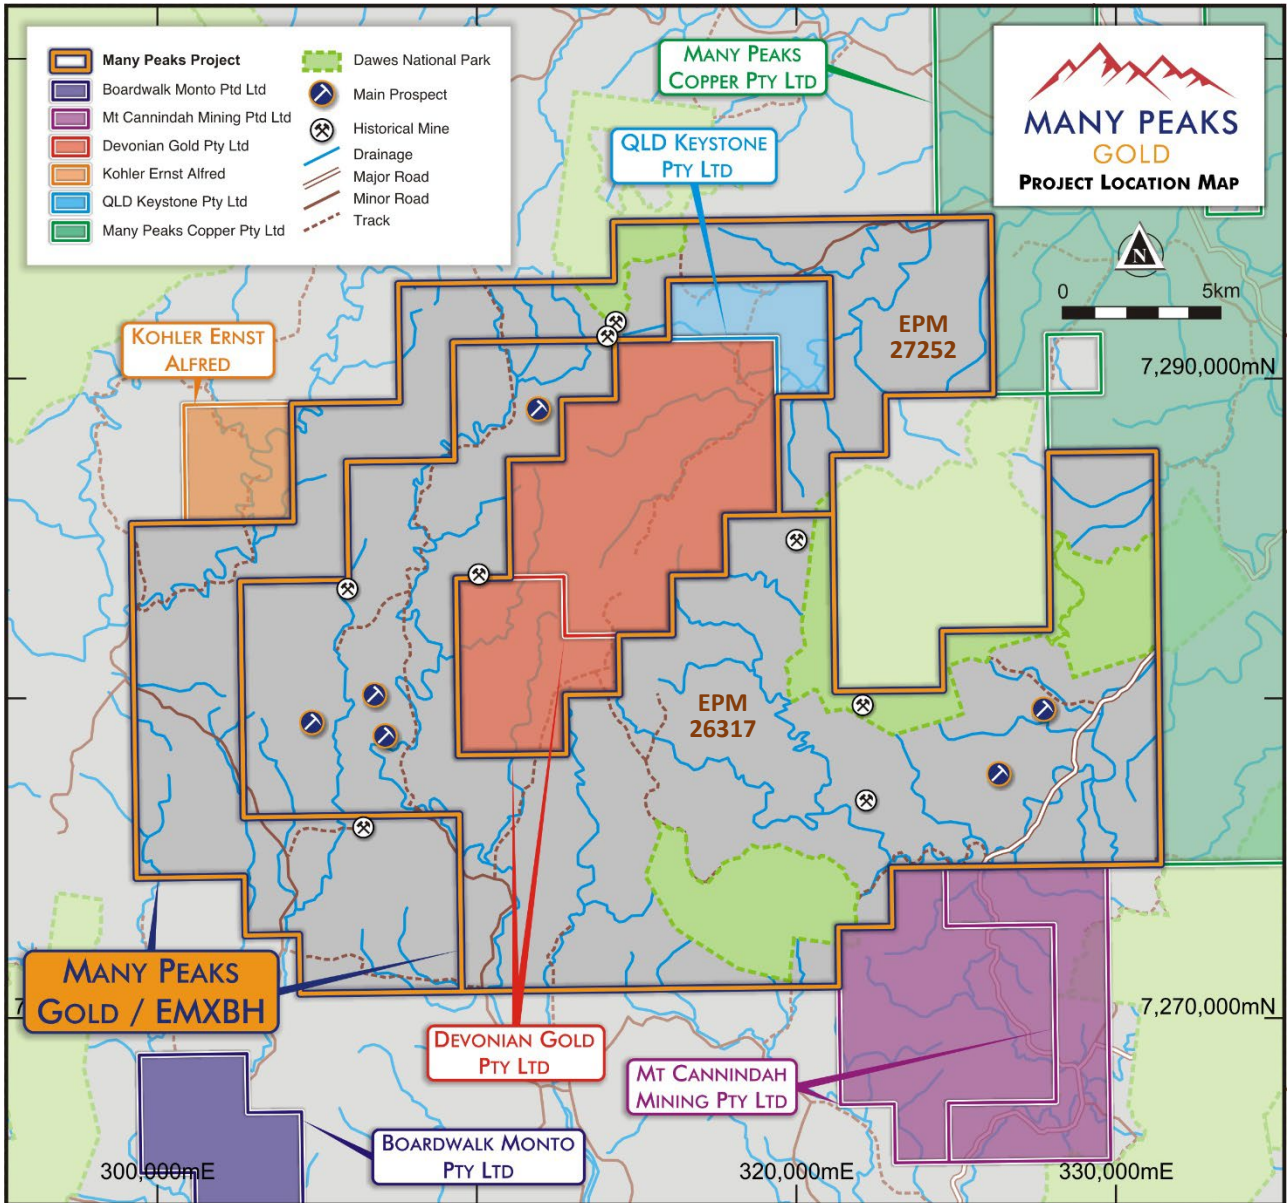 Many Peaks Project
Boardwalk Monto Ptd Ltd
Mt Cannindah Mining Ptd Ltd
Devonian Gold Pty Ltd
Kohler Ernst Alfred
QLD Keystone Pty Ltd
Many Peaks Copper Pty Ltd
Dawes National Park
Main Prospect
Historical Mine
Drainage
Major Road
Minor Road
Track
MANY PEAKS
COPPER PTY LTD
QLD KEYSTONE
PTY LTD
MANY PEAKS
GOLD
PROJECT LOCATION MAP
N
0 5km
KOHLER ERNST
ALFRED
EPM
27252
7,290,000mN
EPM
26317
MANY PEAKS
GOLD / EMXBH
7
7,270,000mN
DEVONIAN GOLD
PTY LTD
MT CANNINDAH
MINING PTY LTD
BOARDWALK MONTO
PTY LTD
300,000mE
320,000mE
330,000mE